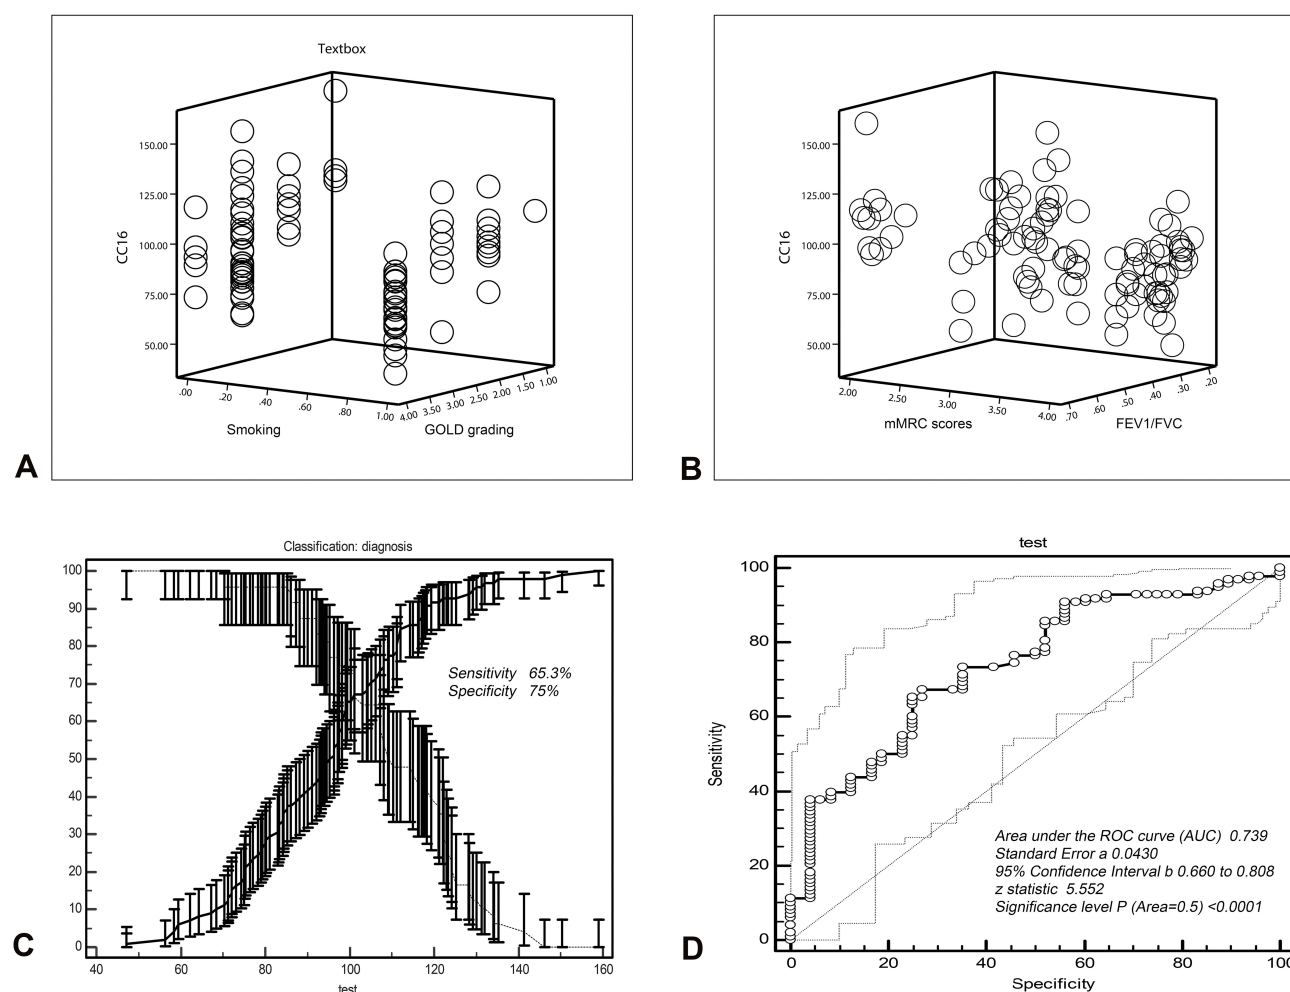 Textbox
CC16
150.00
125.00
100.00
75.00
50.00
.00
.20
.40
.60
.80
1.00
4.00
3.50
3.00
2.50
2.00
1.50
1.00
Smoking
GOLD grading
A
CC16
150.00
125.00
100.00
75.00
50.00
2.00
2.50
3.00
3.50
4.00
.70
.60
.50
.40
.30
.20
mMRC scores
FEV1/FVC
B
Classification: diagnosis
100
90
80
70
60
50
40
30
20
10
0
Sensitivity 65.3%
Specificity 75%
40 60 80 100 120 140 160
test
C
test
Sensitivity
100
80
60
40
20
0
Area under the ROC curve (AUC) 0.739
Standard Error a 0.0430
95% Confidence Interval b 0.660 to 0.808
z statistic 5.552
Significance level P (Area=0.5) <0.0001
0 20 40 60 80 100
Specificity
D